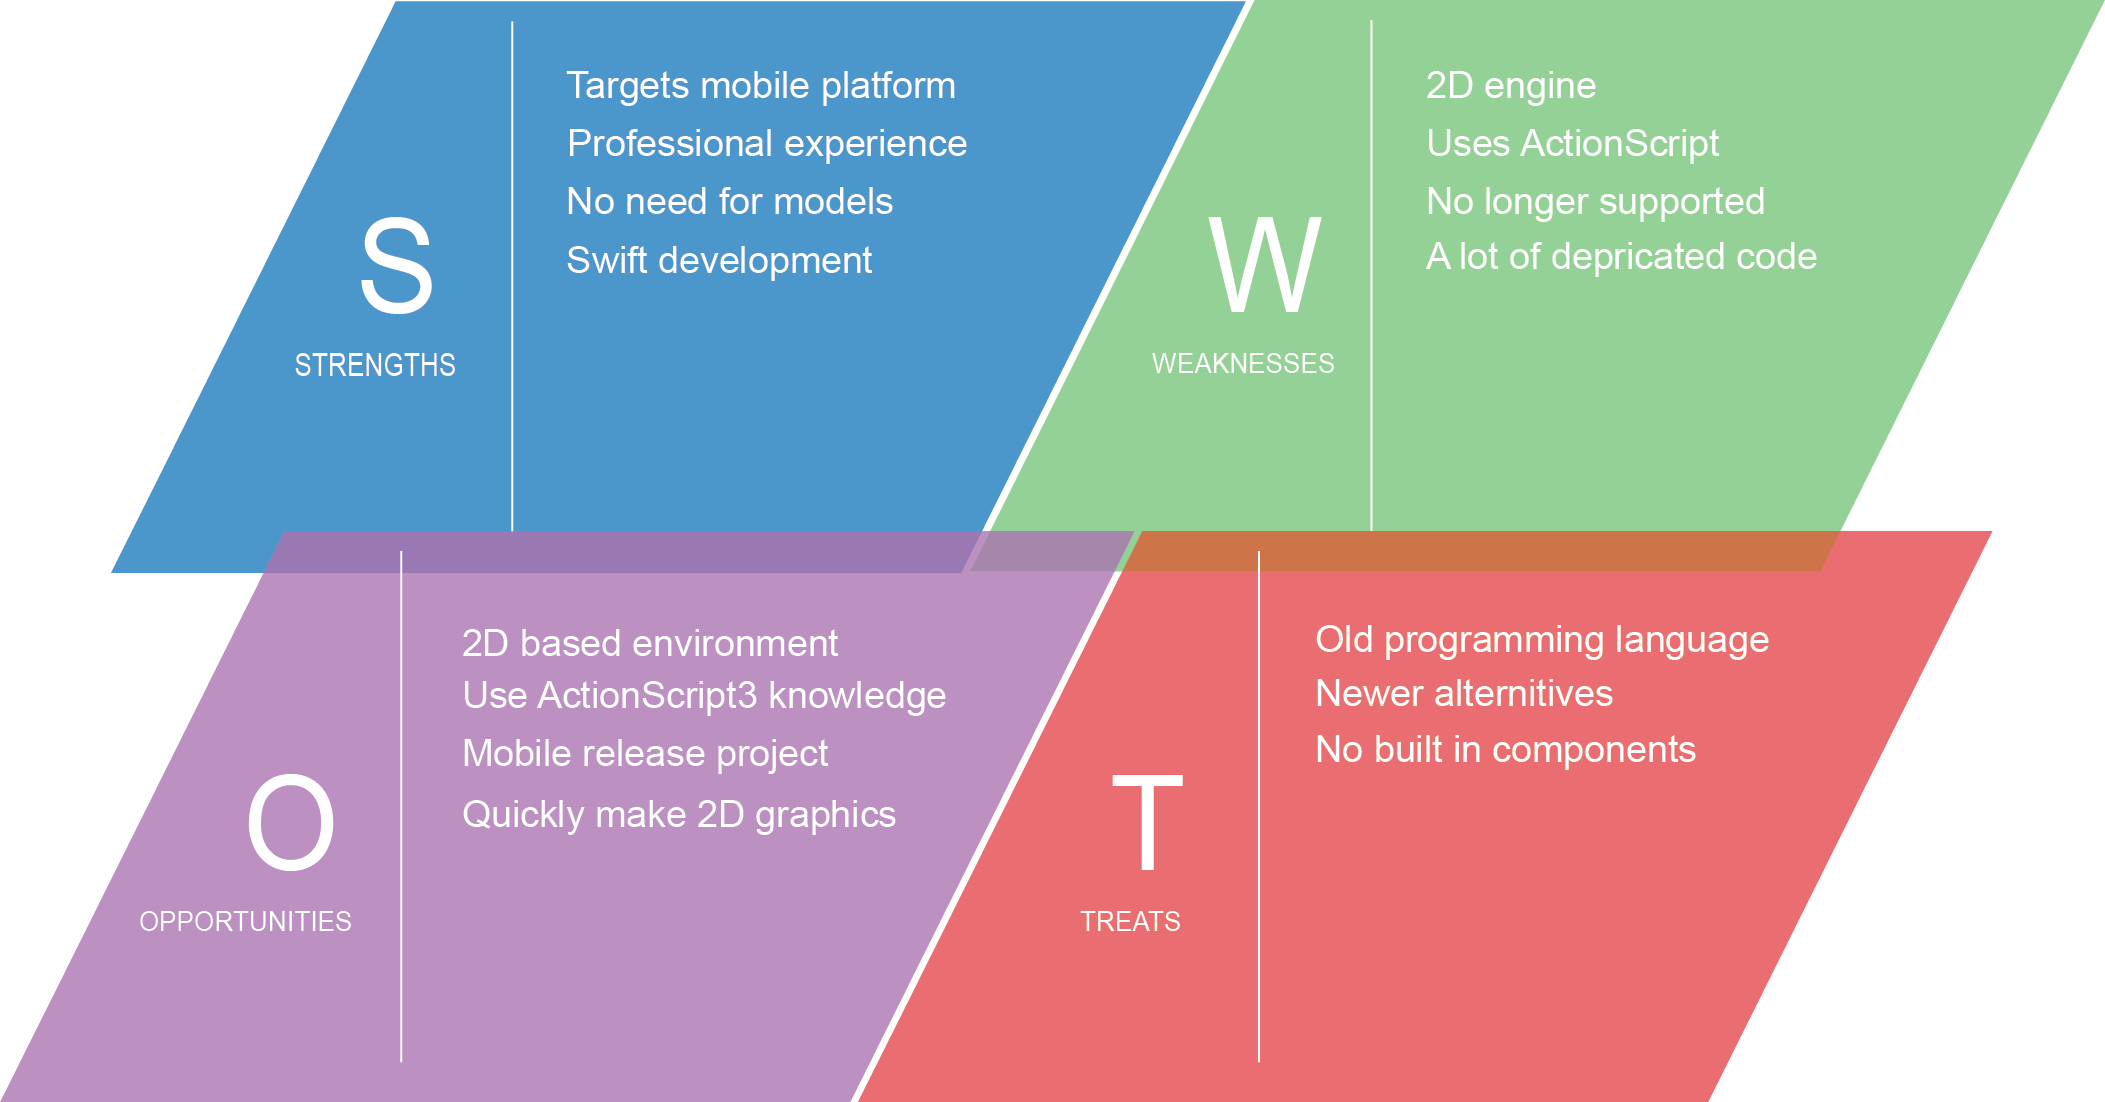 S
STRENGTHS
Targets mobile platform
Professional experience
No need for models
Swift development
W
WEAKNESSES
2D engine
Uses ActionScript
No longer supported
A lot of depricated code
O
OPPORTUNITIES
2D based environment
Use ActionScript3 knowledge
Mobile release project
Quickly make 2D graphics
T
TREATS
Old programming language
Newer alternitives
No built in components